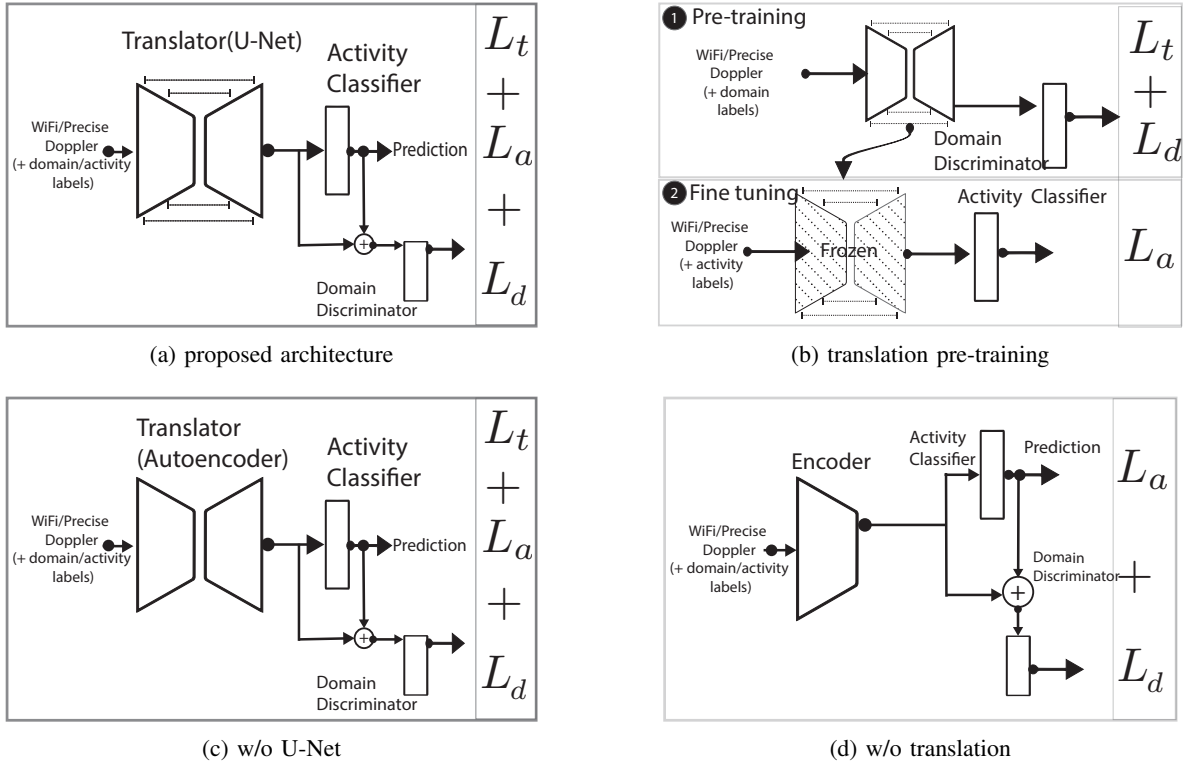 Translator(U-Net)
Activity
Classifier
WiFi/Precise
Doppler
(+ domain/activity
labels)
Prediction
+
Domain
Discriminator
L_t
+
L_a
+
L_d
(a) proposed architecture
1 Pre-training
WiFi/Precise
Doppler
(+ domain
labels)
Domain
Discriminator
L_t
+
L_d
2 Fine tuning
WiFi/Precise
Doppler
(+ activity
labels)
Frozen
Activity Classifier
L_a
(b) translation pre-training
Translator
(Autoencoder)
Activity
Classifier
WiFi/Precise
Doppler
(+ domain/activity
labels)
Prediction
+
Domain
Discriminator
L_t
+
L_a
+
L_d
(c) w/o U-Net
Encoder
Activity
Classifier
Prediction
WiFi/Precise
Doppler
(+ domain/activity
labels)
Domain
Discriminator
+
L_a
+
L_d
(d) w/o translation